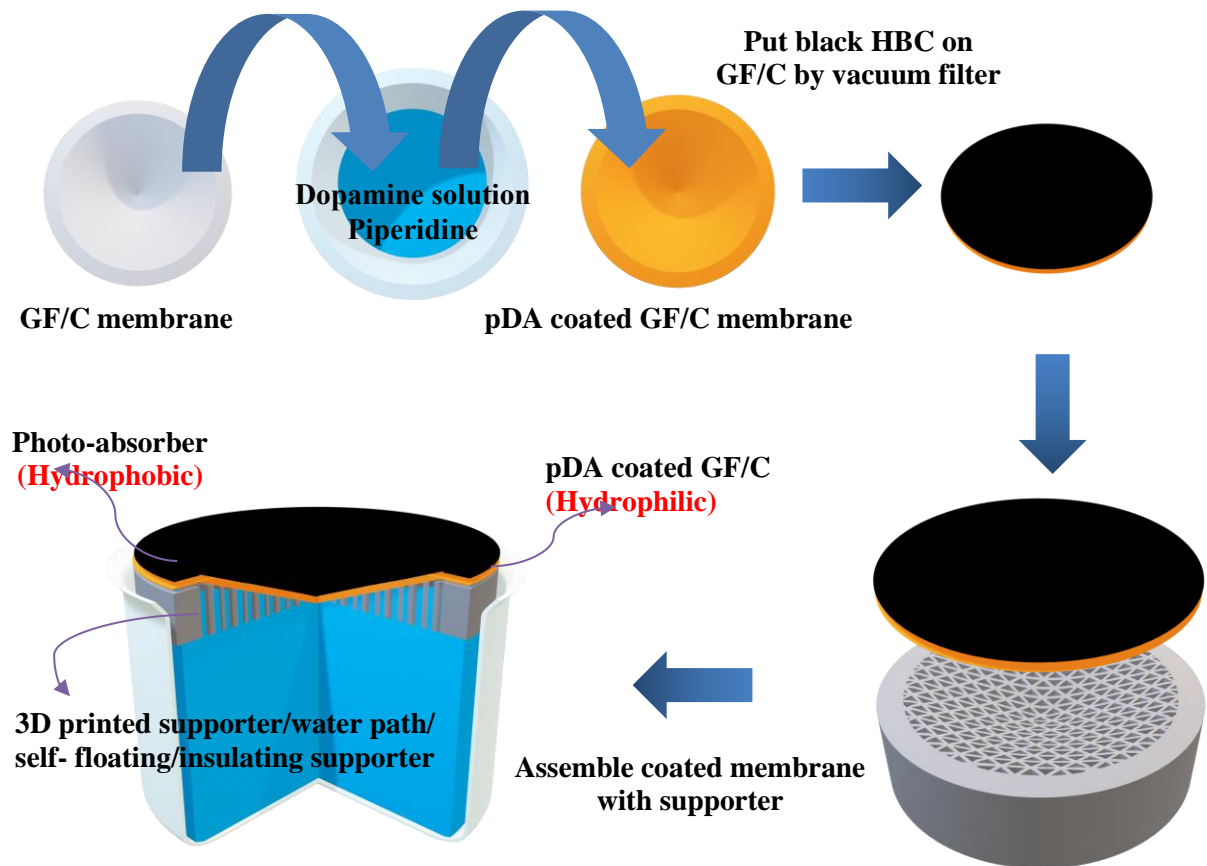 Put black HBC on
GF/C by vacuum filter
Dopamine solution
Piperidine
GF/C membrane
pDA coated GF/C membrane
Photo-absorber
(Hydrophobic)
pDA coated GF/C
(Hydrophilic)
3D printed supporter/water path/
self- floating/insulating supporter
Assemble coated membrane
with supporter